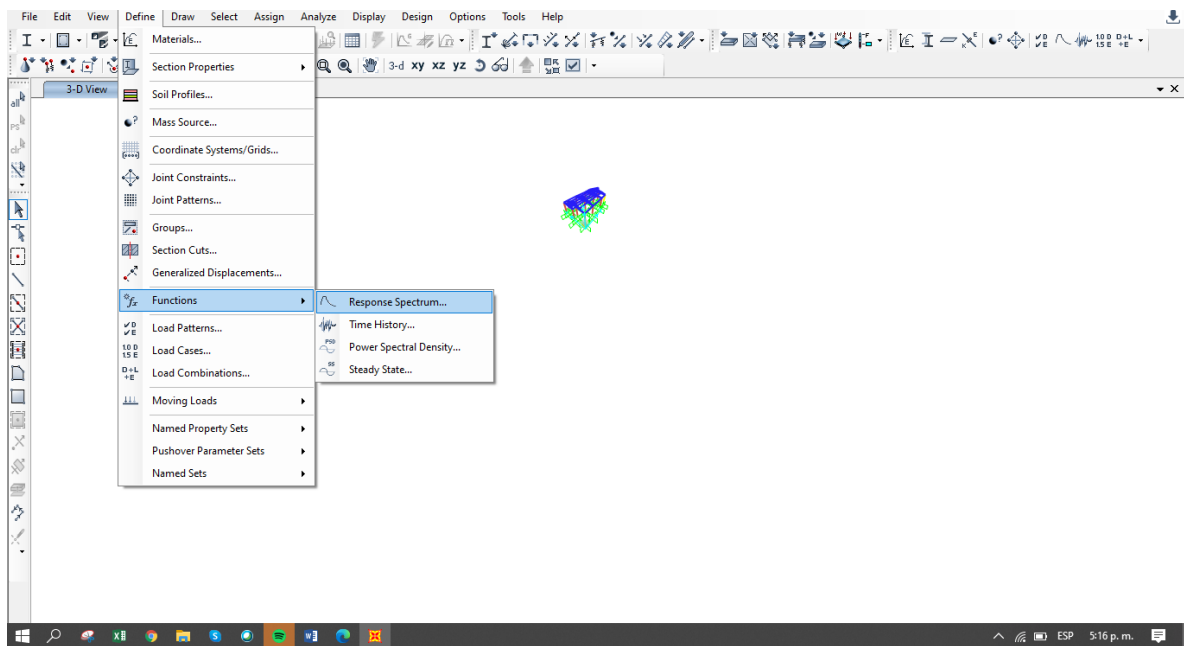 File Edit View Define Draw Select Assign Analyze Display Design Options Tools Help
3-d xy xz yz
3-D View
all
PS
clr
Materials...
Section Properties
Soil Profiles...
Mass Source...
Coordinate Systems/Grids...
Joint Constraints...
Joint Patterns...
Groups...
Section Cuts...
Generalized Displacements...
Functions
Load Patterns...
Load Cases...
Load Combinations...
Moving Loads
Named Property Sets
Pushover Parameter Sets
Named Sets
Response Spectrum...
Time History...
Power Spectral Density...
Steady State...
ESP 5:16 p. m.